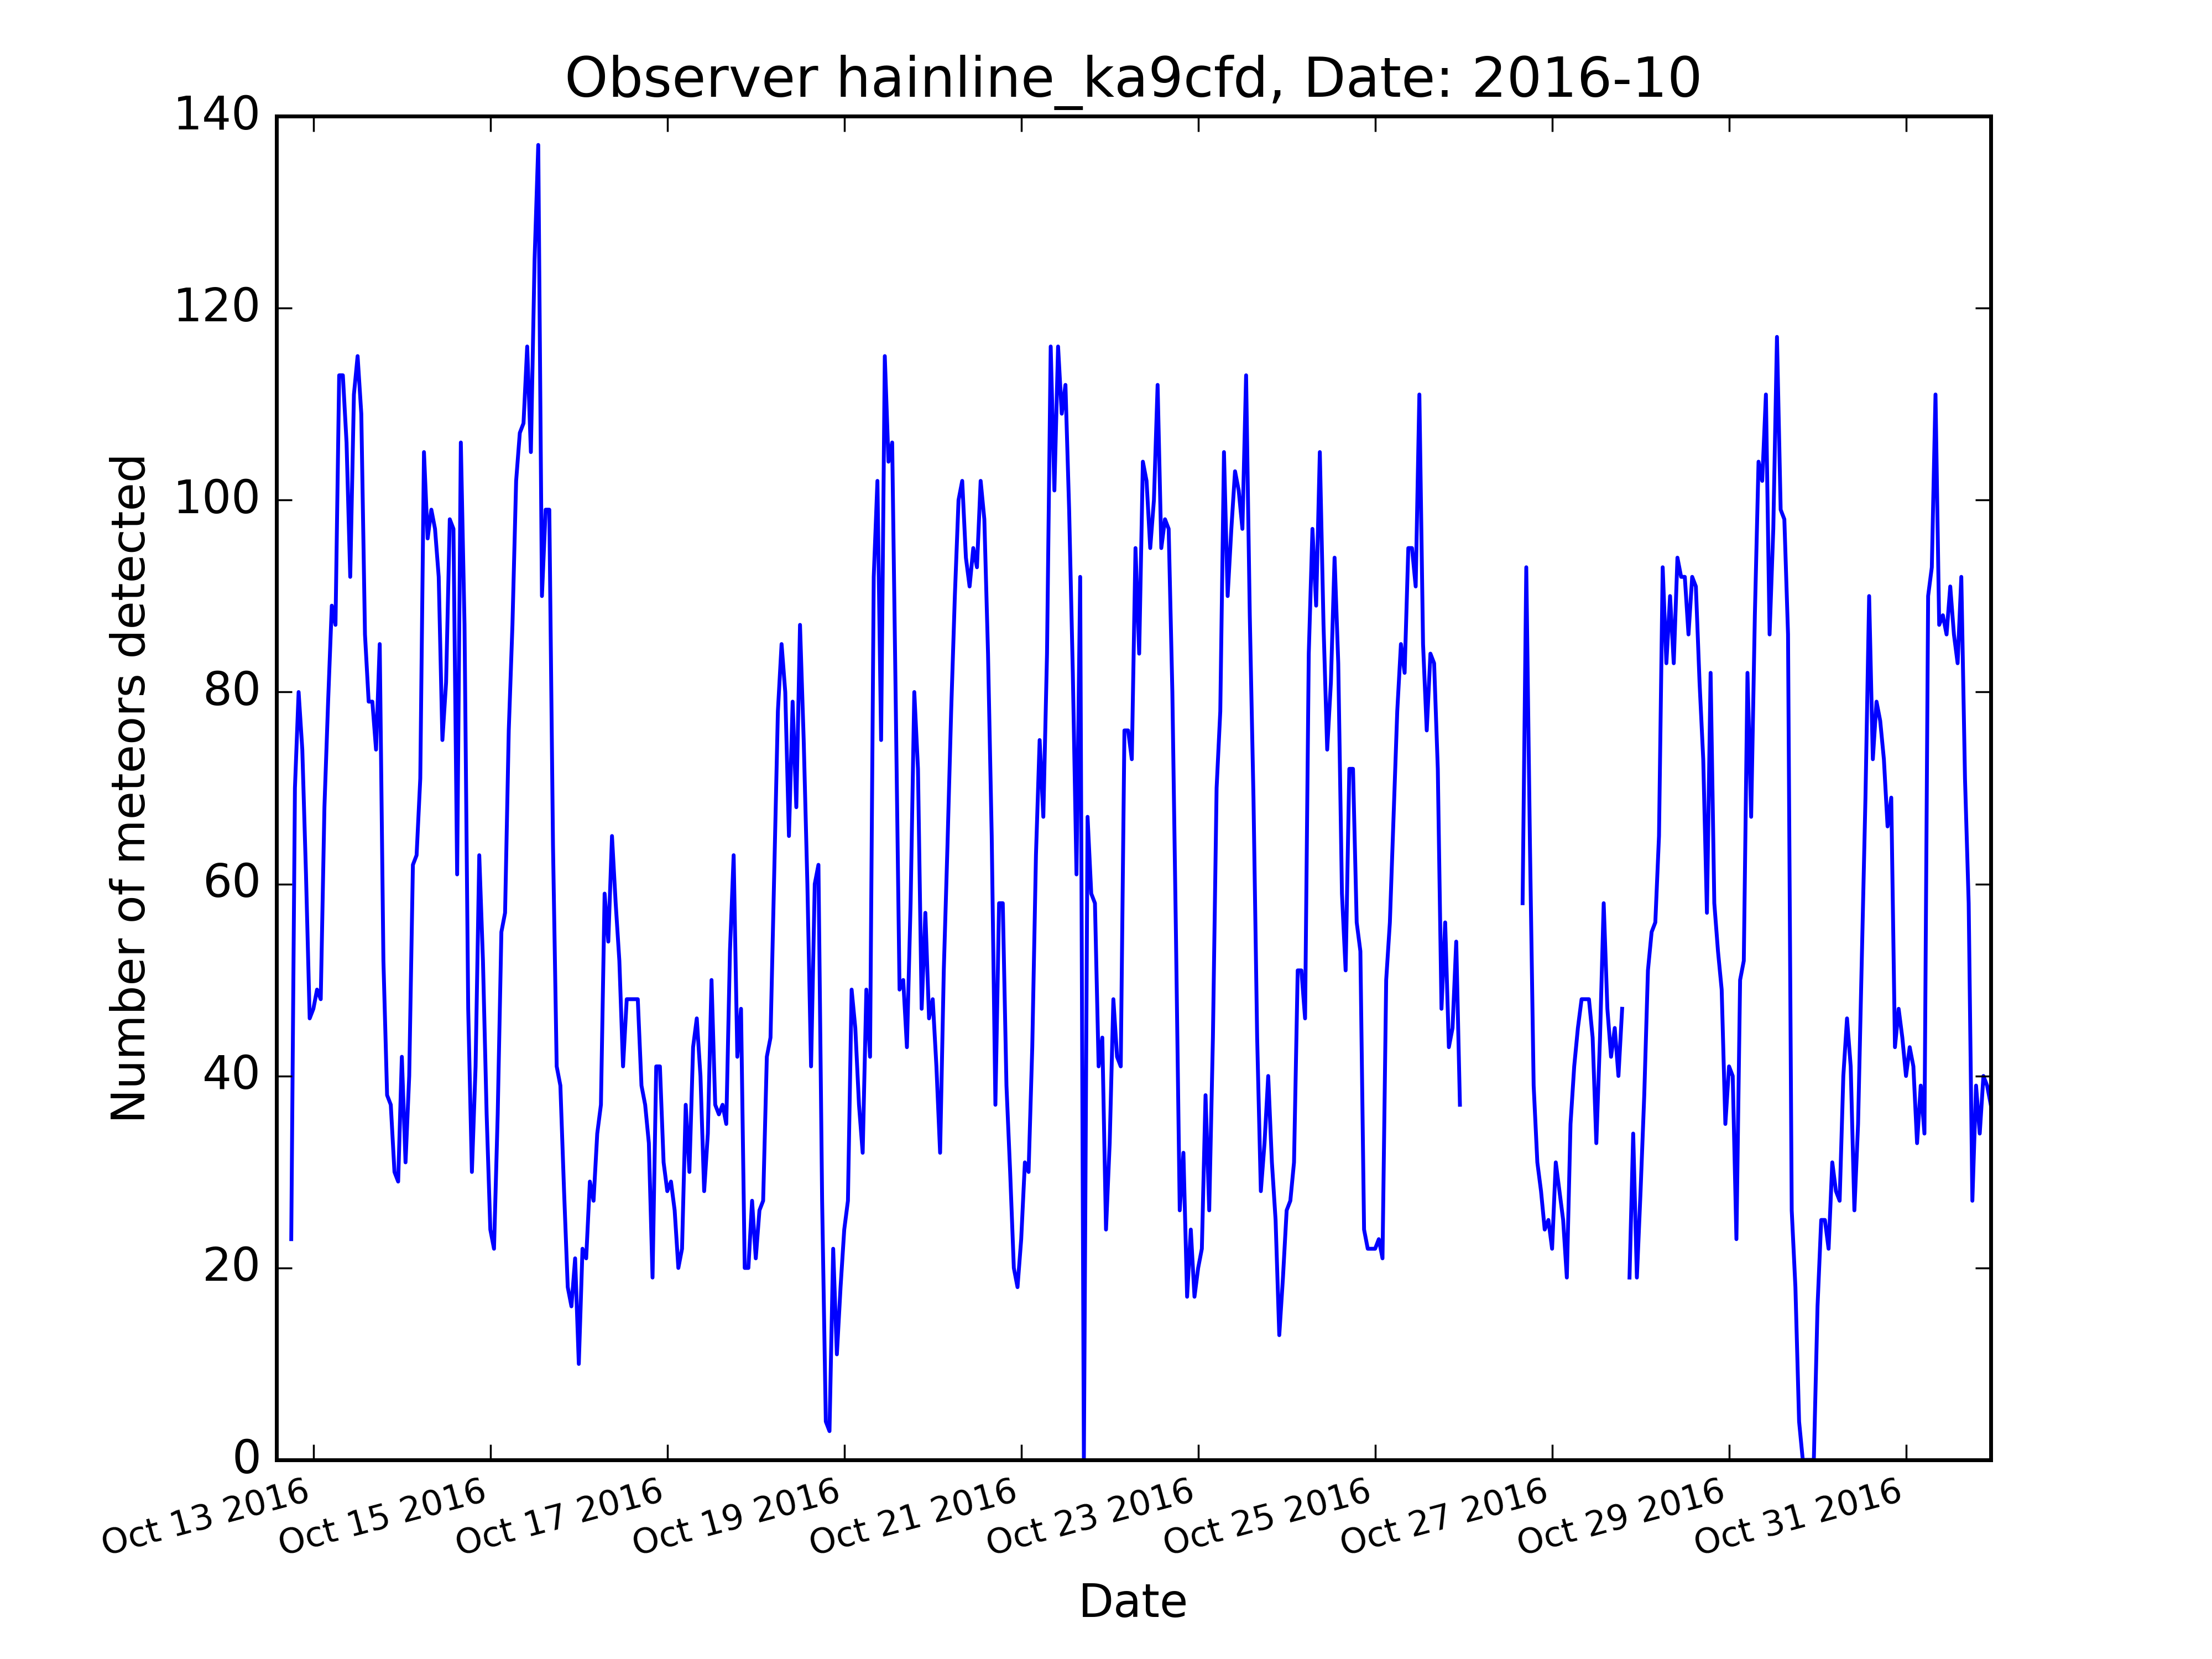 Observer hainline_ka9cfd, Date: 2016-10
Number of meteors detected
140
120
100
80
60
40
20
0
Oct 13 2016
Oct 15 2016
Oct 17 2016
Oct 19 2016
Oct 21 2016
Oct 23 2016
Oct 25 2016
Oct 27 2016
Oct 29 2016
Oct 31 2016
Date